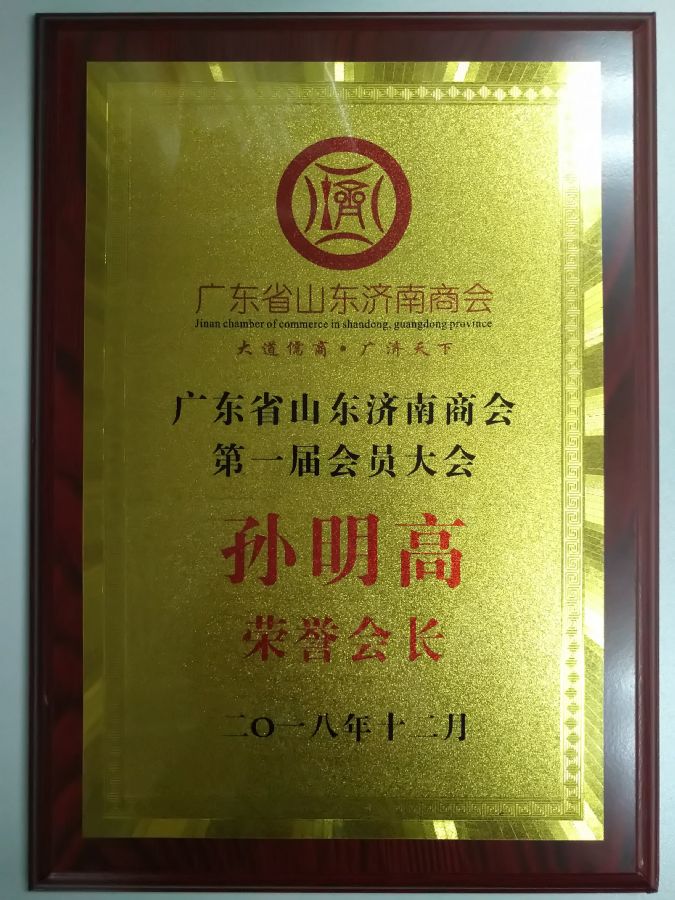 濟
广东省山东济南商会
Jinan chamber of commerce in shandong, guangdong province
大道儒商·广济天下
广东省山东济南商会
第一届会员大会
孙明高
荣誉会长
二〇一八年十二月